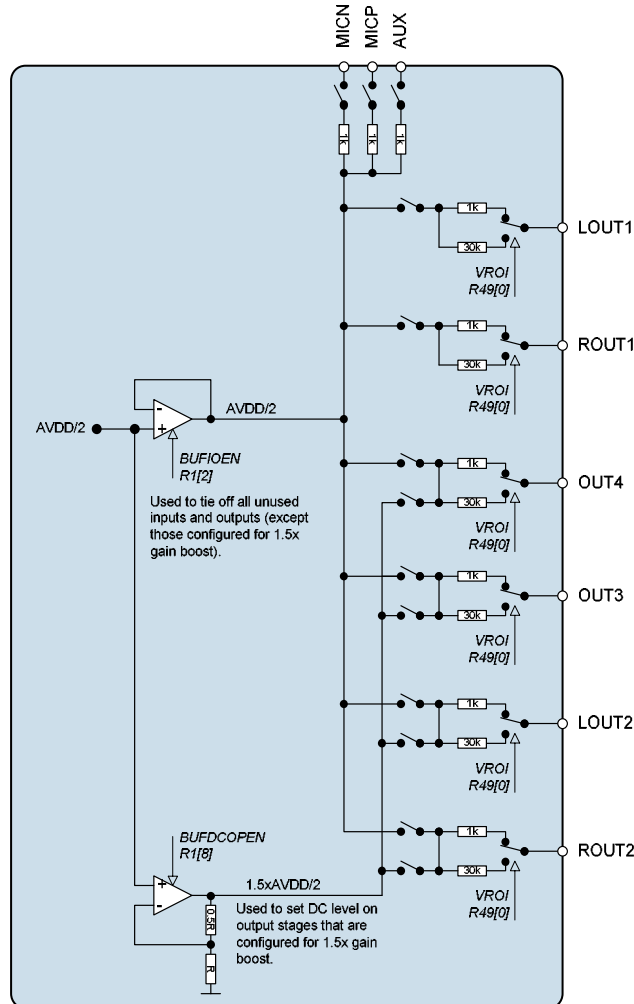 MICN
MICP
AUX
1k
1k
1k
1k
LOUT1
30k
VROI
R49[0]
1k
ROUT1
30k
VROI
R49[0]
AVDD/2
-
+
AVDD/2
BUFIOEN
R1[2]
Used to tie off all unused
inputs and outputs (except
those configured for 1.5x
gain boost).
1k
OUT4
30k
VROI
R49[0]
1k
OUT3
30k
VROI
R49[0]
1k
LOUT2
30k
VROI
R49[0]
1k
ROUT2
30k
VROI
R49[0]
BUFDCOPEN
R1[8]
+
-
1.5xAVDD/2
0.5R
R
Used to set DC level on
output stages that are
configured for 1.5x gain
boost.